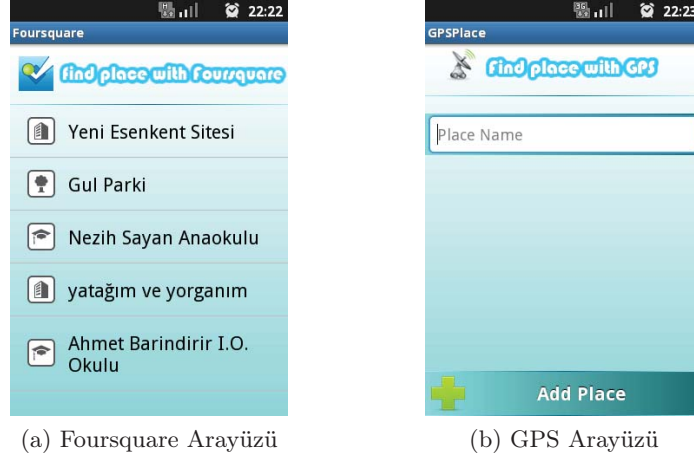 22:22
Foursquare
find place with Foursquare
Yeni Esenkent Sitesi
Gul Parki
Nezih Sayan Anaokulu
yatağım ve yorganım
Ahmet Barindirir I.O.
Okulu
(a) Foursquare Arayüzü
3G 22:23
GPSPlace
Find place with GPS
Place Name
Add Place
(b) GPS Arayüzü